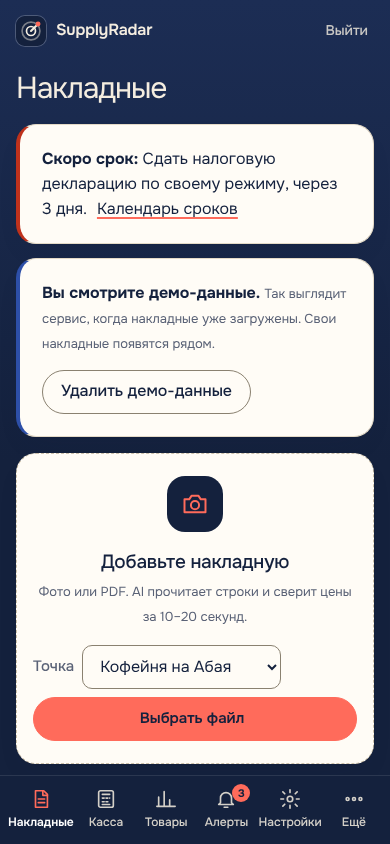 SupplyRadar
Выйти
Накладные
Скоро срок: Сдать налоговую
декларацию по своему режиму, через
3 дня. Календарь сроков
Вы смотрите демо-данные. Так выглядит
сервис, когда накладные уже загружены. Свои
накладные появятся рядом.
Удалить демо-данные
Добавьте накладную
Фото или PDF. AI прочитает строки и сверит цены
за 10–20 секунд.
Точка
Кофейня на Абая
Выбрать файл
3
Накладные
Касса
Товары
Алерты
Настройки
Ещё